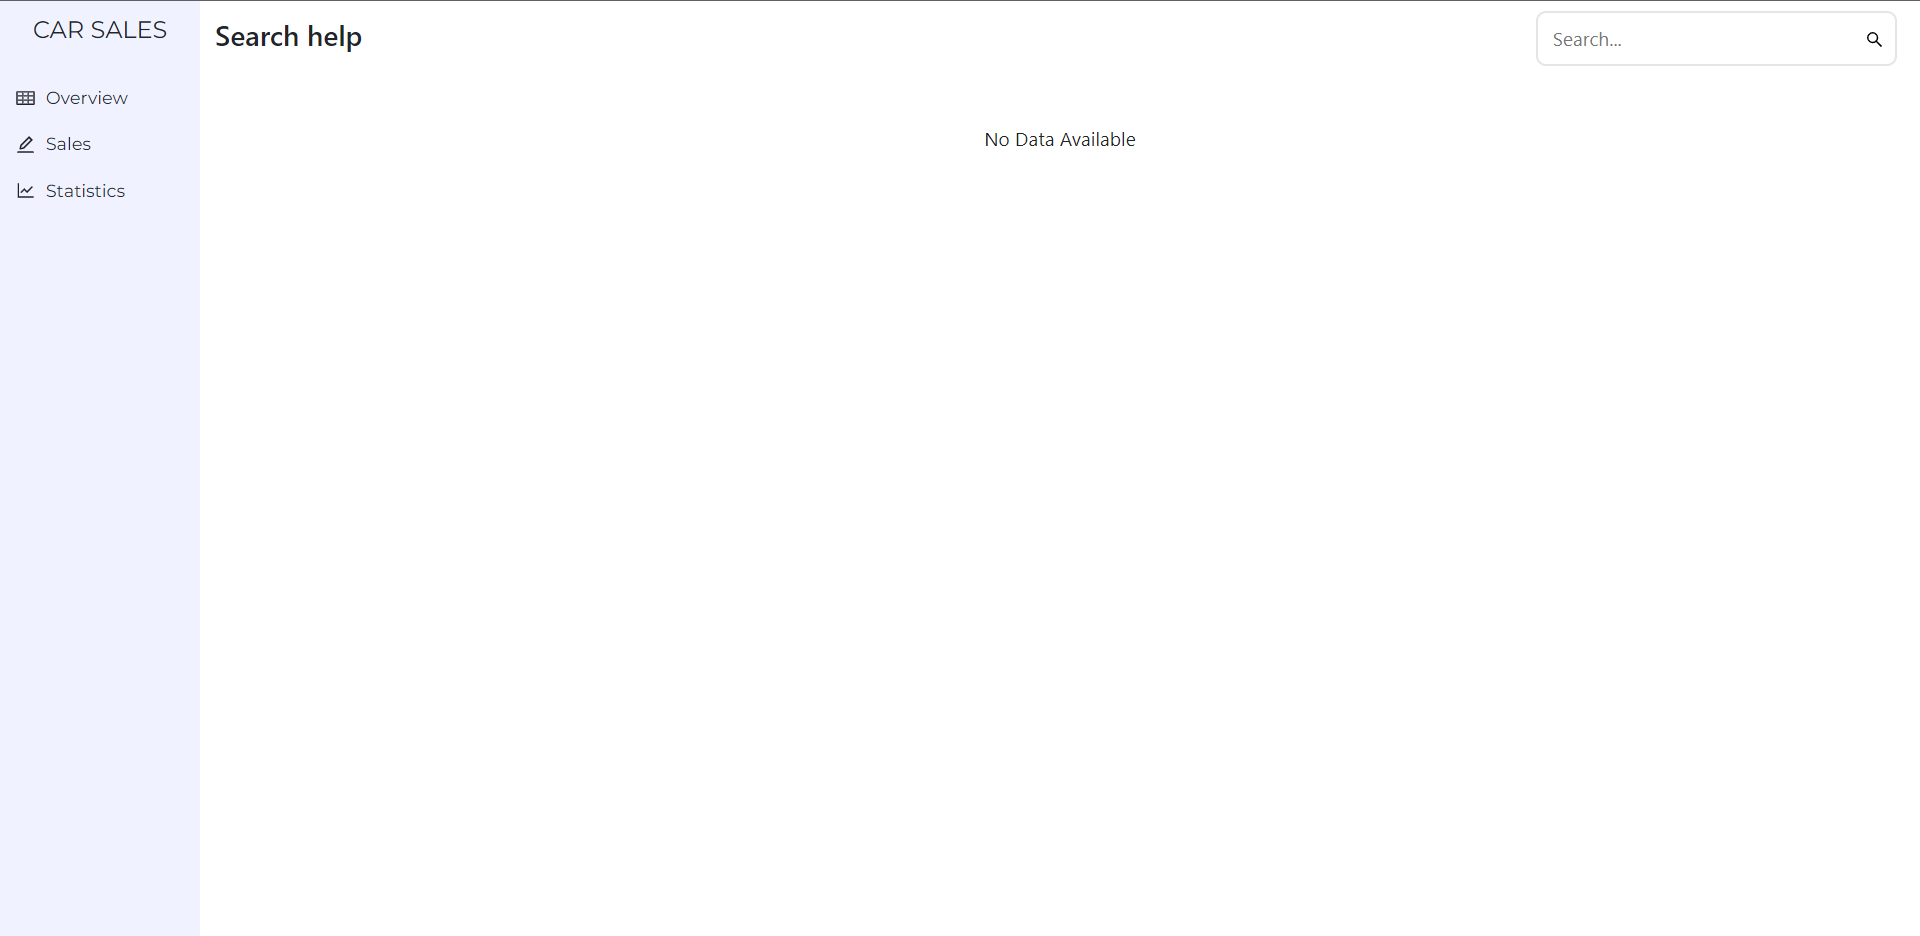 CAR SALES
Overview
Sales
Statistics
Search help
Search...
No Data Available